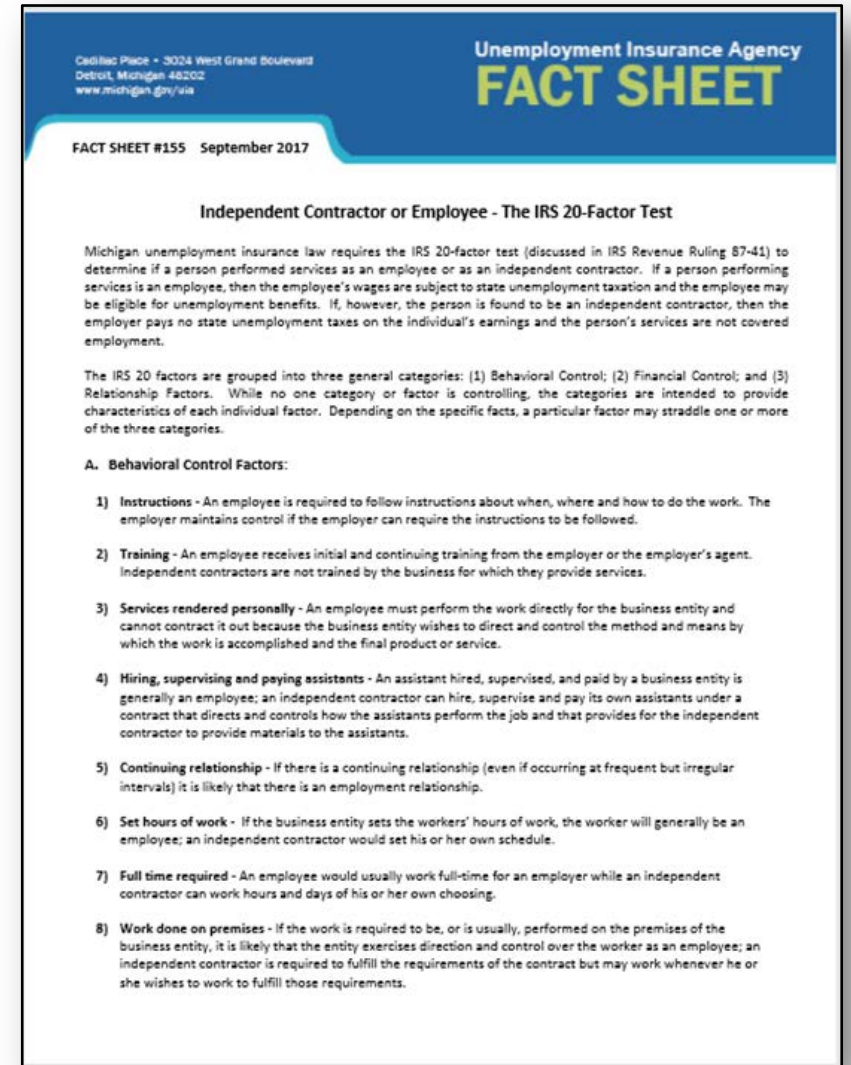 Cadillac Place • 3024 West Grand Boulevard
Detroit, Michigan 48202
www.michigan.gov/uia
Unemployment Insurance Agency
FACT SHEET
FACT SHEET #155 September 2017
Independent Contractor or Employee - The IRS 20-Factor Test
Michigan unemployment insurance law requires the IRS 20-factor test (discussed in IRS Revenue Ruling 87-41) to
determine if a person performed services as an employee or as an independent contractor. If a person performing
services is an employee, then the employee's wages are subject to state unemployment taxation and the employee may
be eligible for unemployment benefits. If, however, the person is found to be an independent contractor, then the
employer pays no state unemployment taxes on the individual's earnings and the person's services are not covered
employment.
The IRS 20 factors are grouped into three general categories: (1) Behavioral Control; (2) Financial Control; and (3)
Relationship Factors. While no one category or factor is controlling, the categories are intended to provide
characteristics of each individual factor. Depending on the specific facts, a particular factor may straddle one or more
of the three categories.
A. Behavioral Control Factors:
1) Instructions - An employee is required to follow instructions about when, where and how to do the work. The
employer maintains control if the employer can require the instructions to be followed.
2) Training - An employee receives initial and continuing training from the employer or the employer's agent.
Independent contractors are not trained by the business for which they provide services.
3) Services rendered personally - An employee must perform the work directly for the business entity and
cannot contract it out because the business entity wishes to direct and control the method and means by
which the work is accomplished and the final product or service.
4) Hiring, supervising and paying assistants - An assistant hired, supervised, and paid by a business entity is
generally an employee; an independent contractor can hire, supervise and pay its own assistants under a
contract that directs and controls how the assistants perform the job and that provides for the independent
contractor to provide materials to the assistants.
5) Continuing relationship - If there is a continuing relationship (even if occurring at frequent but irregular
intervals) it is likely that there is an employment relationship.
6) Set hours of work - If the business entity sets the workers' hours of work, the worker will generally be an
employee; an independent contractor would set his or her own schedule.
7) Full time required - An employee would usually work full-time for an employer while an independent
contractor can work hours and days of his or her own choosing.
8) Work done on premises - If the work is required to be, or is usually, performed on the premises of the
business entity, it is likely that the entity exercises direction and control over the worker as an employee; an
independent contractor is required to fulfill the requirements of the contract but may work whenever he or
she wishes to work to fulfill those requirements.